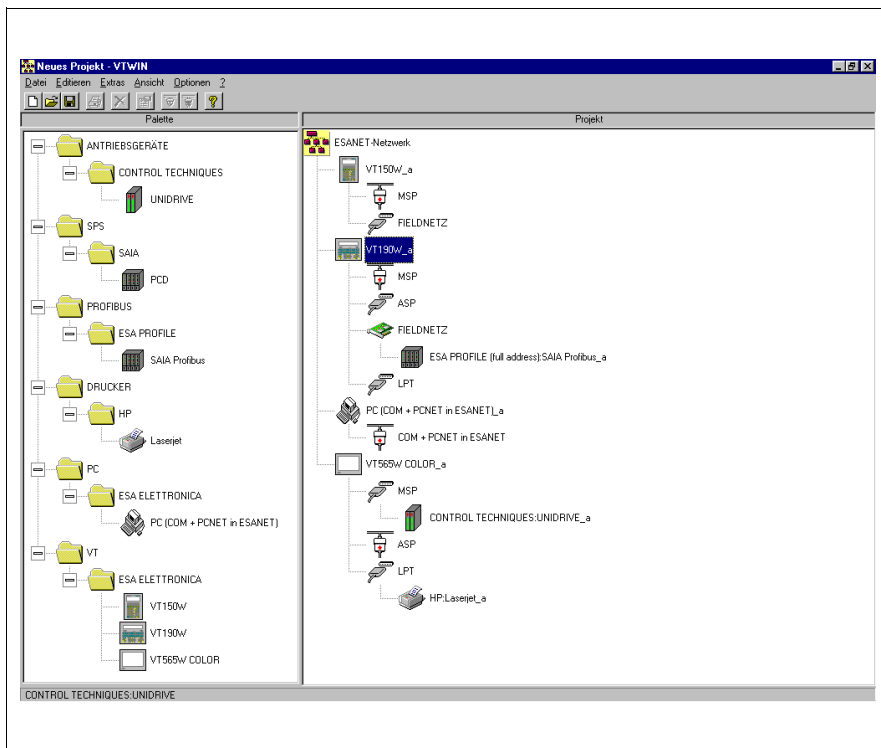 Neues Projekt - VTWIN
Datei Editieren Extras Ansicht Optionen ?
Palette
ANTRIEBSGERÄTE
CONTROL TECHNIQUES
UNIDRIVE
SPS
SAIA
PCD
PROFIBUS
ESA PROFILE
SAIA Profibus
DRUCKER
HP
Laserjet
PC
ESA ELETTRONICA
PC (COM + PCNET in ESANET)
VT
ESA ELETTRONICA
VT150W
VT190W
VT565W COLOR
Projekt
ESANET-Netzwerk
VT150W_a
MSP
FIELDNETZ
VT190W_a
MSP
ASP
FIELDNETZ
ESA PROFILE (full address):SAIA Profibus_a
LPT
PC (COM + PCNET in ESANET)_a
COM + PCNET in ESANET
VT565W COLOR_a
MSP
CONTROL TECHNIQUES:UNIDRIVE_a
ASP
LPT
HP:Laserjet_a
CONTROL TECHNIQUES:UNIDRIVE